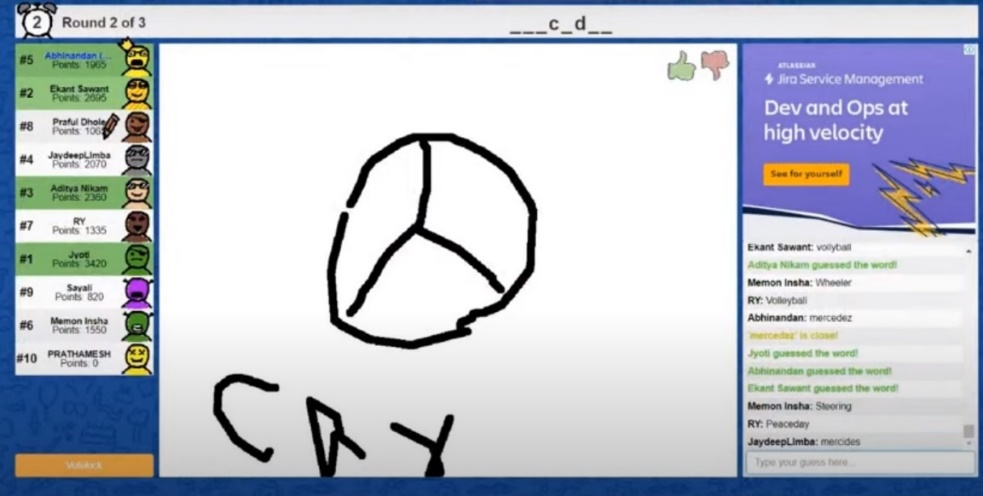 2
Round 2 of 3
___c_d__
#5 Abhinandan (...
Points: 1965
#2 Ekant Sawant
Points: 2695
#8 Praful Dhole
Points: 106
#4 JaydeepLimba
Points: 2070
#3 Aditya Nikam
Points: 2360
#7 RY
Points: 1335
#1 Jyoti
Points: 3420
#9 Sayali
Points: 820
#6 Memon Insha
Points: 1550
#10 PRATHAMESH
Points: 0
CAY
ATLASSIAN
Jira Service Management
Dev and Ops at
high velocity
See for yourself
Ekant Sawant: vollyball
Aditya Nikam guessed the word!
Memon Insha: Wheeler
RY: Volleyball
Abhinandan: mercedez
'mercedez' is close!
Jyoti guessed the word!
Abhinandan guessed the word!
Ekant Sawant guessed the word!
Memon Insha: Steering
RY: Peaceday
JaydeepLimba: mercides
Type your guess here...